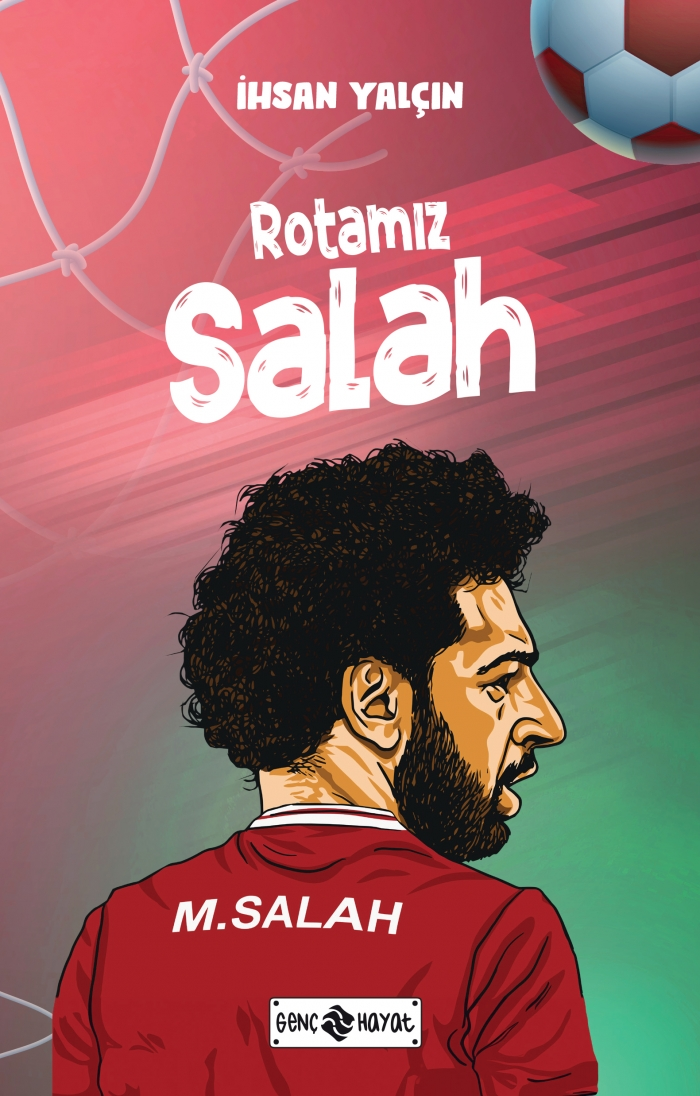 İHSAN YALÇIN
Rotamız
Salah
M.SALAH
GENÇ Hayat